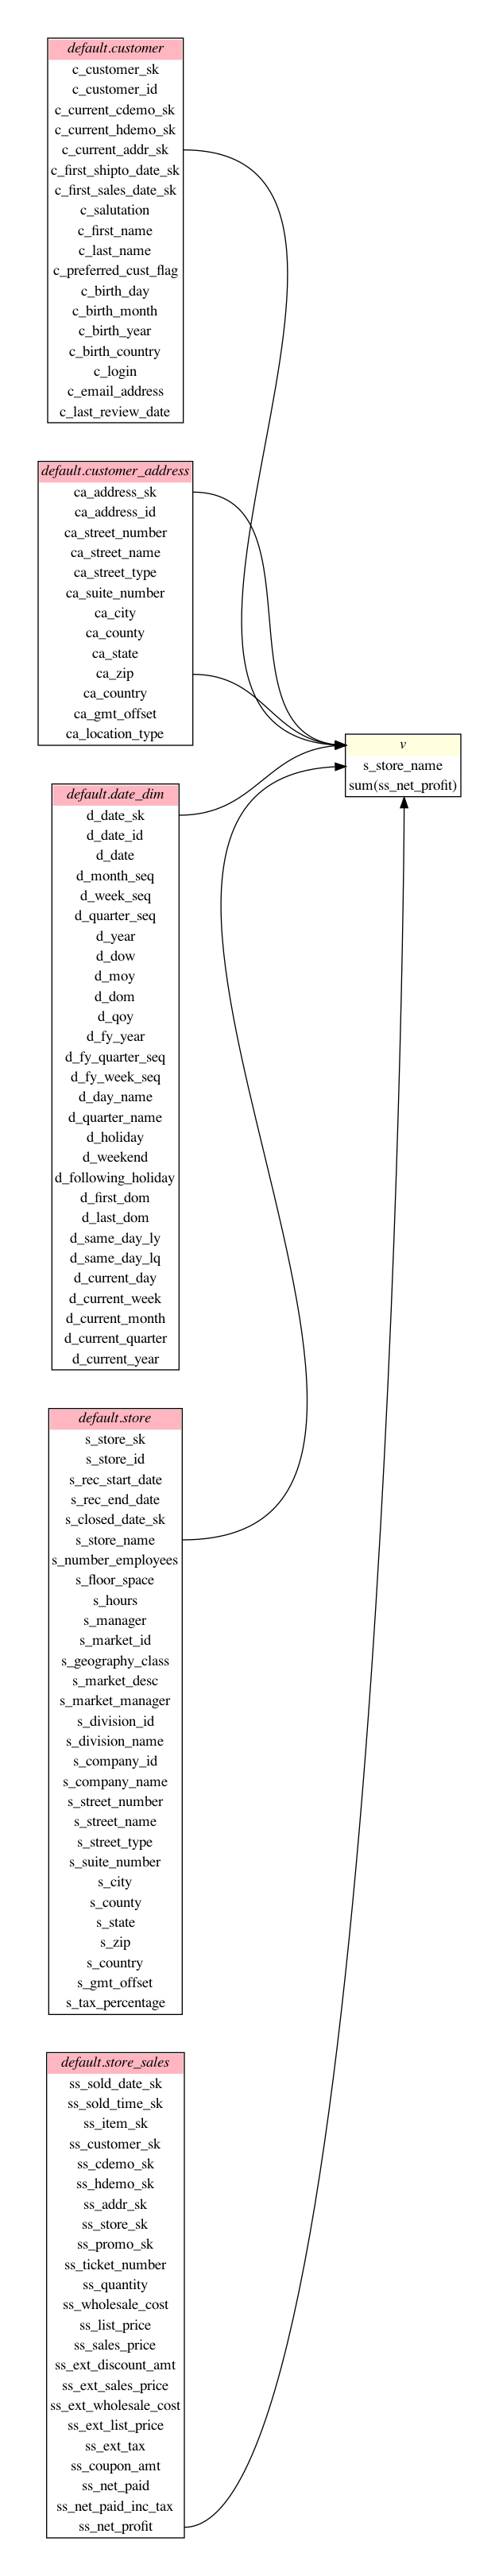 default.customer
c_customer_sk
c_customer_id
c_current_cdemo_sk
c_current_hdemo_sk
c_current_addr_sk
c_first_shipto_date_sk
c_first_sales_date_sk
c_salutation
c_first_name
c_last_name
c_preferred_cust_flag
c_birth_day
c_birth_month
c_birth_year
c_birth_country
c_login
c_email_address
c_last_review_date
default.customer_address
ca_address_sk
ca_address_id
ca_street_number
ca_street_name
ca_street_type
ca_suite_number
ca_city
ca_county
ca_state
ca_zip
ca_country
ca_gmt_offset
ca_location_type
v
s_store_name
sum(ss_net_profit)
default.date_dim
d_date_sk
d_date_id
d_date
d_month_seq
d_week_seq
d_quarter_seq
d_year
d_dow
d_moy
d_dom
d_qoy
d_fy_year
d_fy_quarter_seq
d_fy_week_seq
d_day_name
d_quarter_name
d_holiday
d_weekend
d_following_holiday
d_first_dom
d_last_dom
d_same_day_ly
d_same_day_lq
d_current_day
d_current_week
d_current_month
d_current_quarter
d_current_year
default.store
s_store_sk
s_store_id
s_rec_start_date
s_rec_end_date
s_closed_date_sk
s_store_name
s_number_employees
s_floor_space
s_hours
s_manager
s_market_id
s_geography_class
s_market_desc
s_market_manager
s_division_id
s_division_name
s_company_id
s_company_name
s_street_number
s_street_name
s_street_type
s_suite_number
s_city
s_county
s_state
s_zip
s_country
s_gmt_offset
s_tax_percentage
default.store_sales
ss_sold_date_sk
ss_sold_time_sk
ss_item_sk
ss_customer_sk
ss_cdemo_sk
ss_hdemo_sk
ss_addr_sk
ss_store_sk
ss_promo_sk
ss_ticket_number
ss_quantity
ss_wholesale_cost
ss_list_price
ss_sales_price
ss_ext_discount_amt
ss_ext_sales_price
ss_ext_wholesale_cost
ss_ext_list_price
ss_ext_tax
ss_coupon_amt
ss_net_paid
ss_net_paid_inc_tax
ss_net_profit